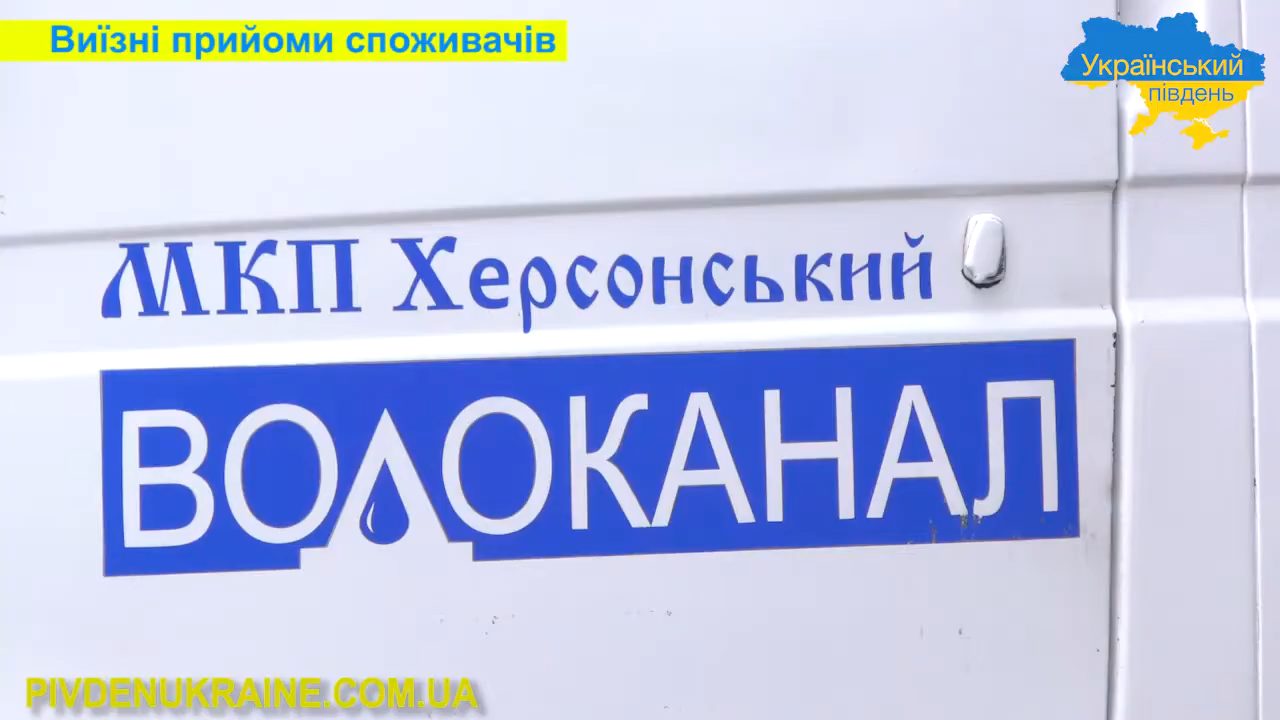 Виїзні прийоми споживачів
Український
південь
МКП Херсонський
ВОДОКАНАЛ
PIVDENUKRAINE.COM.UA